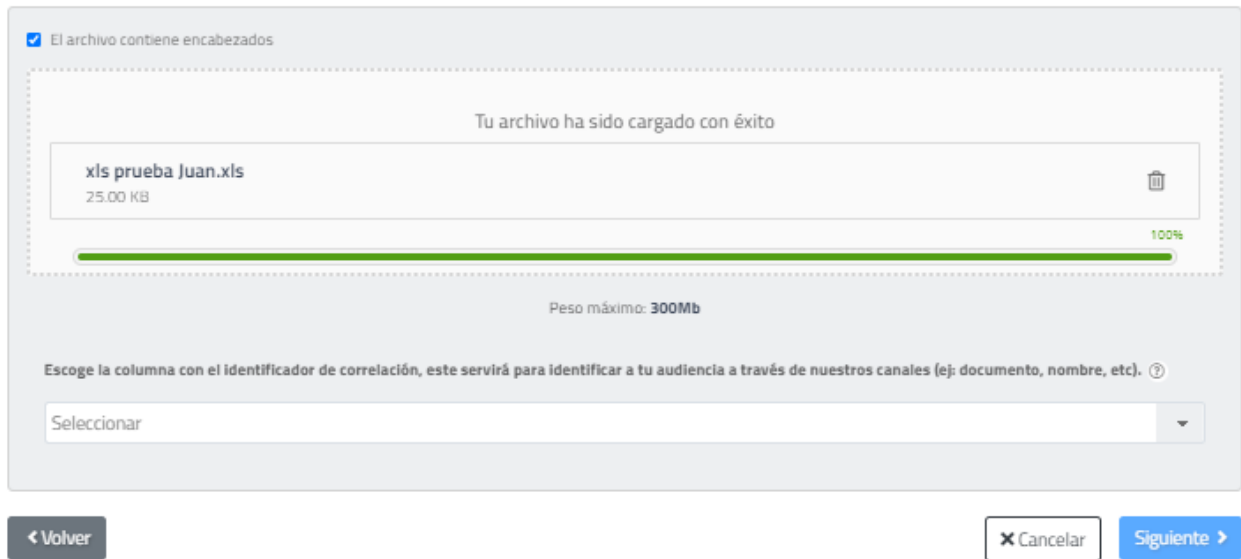 El archivo contiene encabezados
Tu archivo ha sido cargado con éxito
xls prueba Juan.xls
25.00 KB
100%
Peso máximo: 300Mb
Escoge la columna con el identificador de correlación, este servirá para identificar a tu audiencia a través de nuestros canales (ej: documento, nombre, etc). ?
Seleccionar
Volver
Cancelar
Siguiente